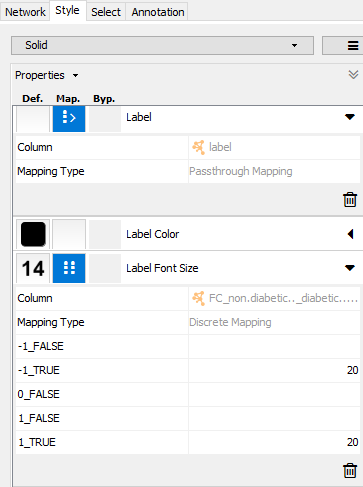 Network Style Select Annotation
Solid
Properties
Def. Map. Byp.
Label
Column label
Mapping Type Passthrough Mapping
Label Color
14 Label Font Size
Column FC_non.diabetic.._diabetic.....
Mapping Type Discrete Mapping
-1_FALSE
-1_TRUE 20
0_FALSE
1_FALSE
1_TRUE 20